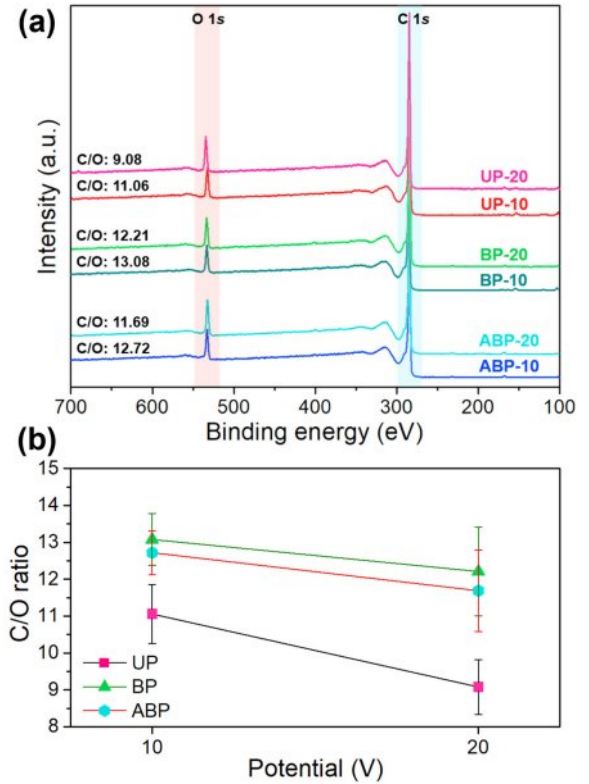 (a)
O 1s
C 1s
Intensity (a.u.)
C/O: 9.08
UP-20
C/O: 11.06
UP-10
C/O: 12.21
BP-20
C/O: 13.08
BP-10
C/O: 11.69
ABP-20
C/O: 12.72
ABP-10
700 600 500 400 300 200 100
Binding energy (eV)
(b)
15
14
13
12
11
10
9
8
C/O ratio
UP
BP
ABP
10 20
Potential (V)